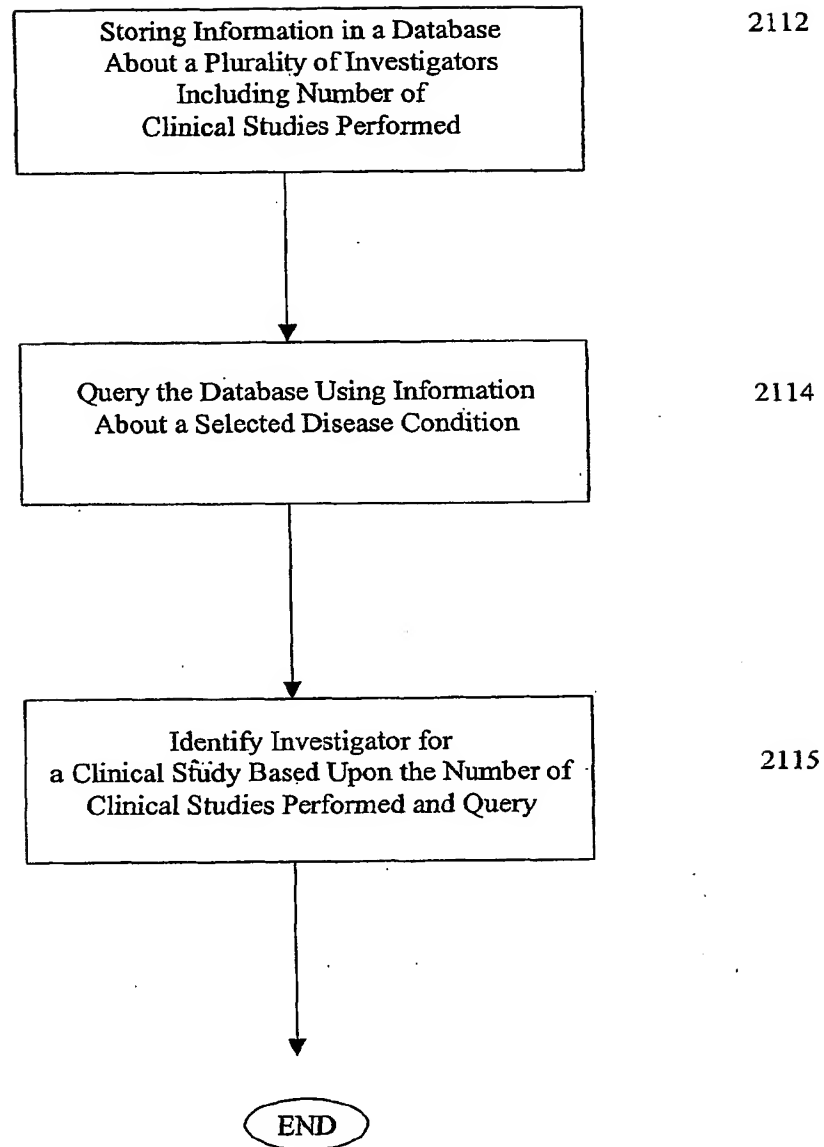 Storing Information in a Database
About a Plurality of Investigators
Including Number of
Clinical Studies Performed
2112
Query the Database Using Information
About a Selected Disease Condition
2114
Identify Investigator for
a Clinical Study Based Upon the Number of
Clinical Studies Performed and Query
2115
END